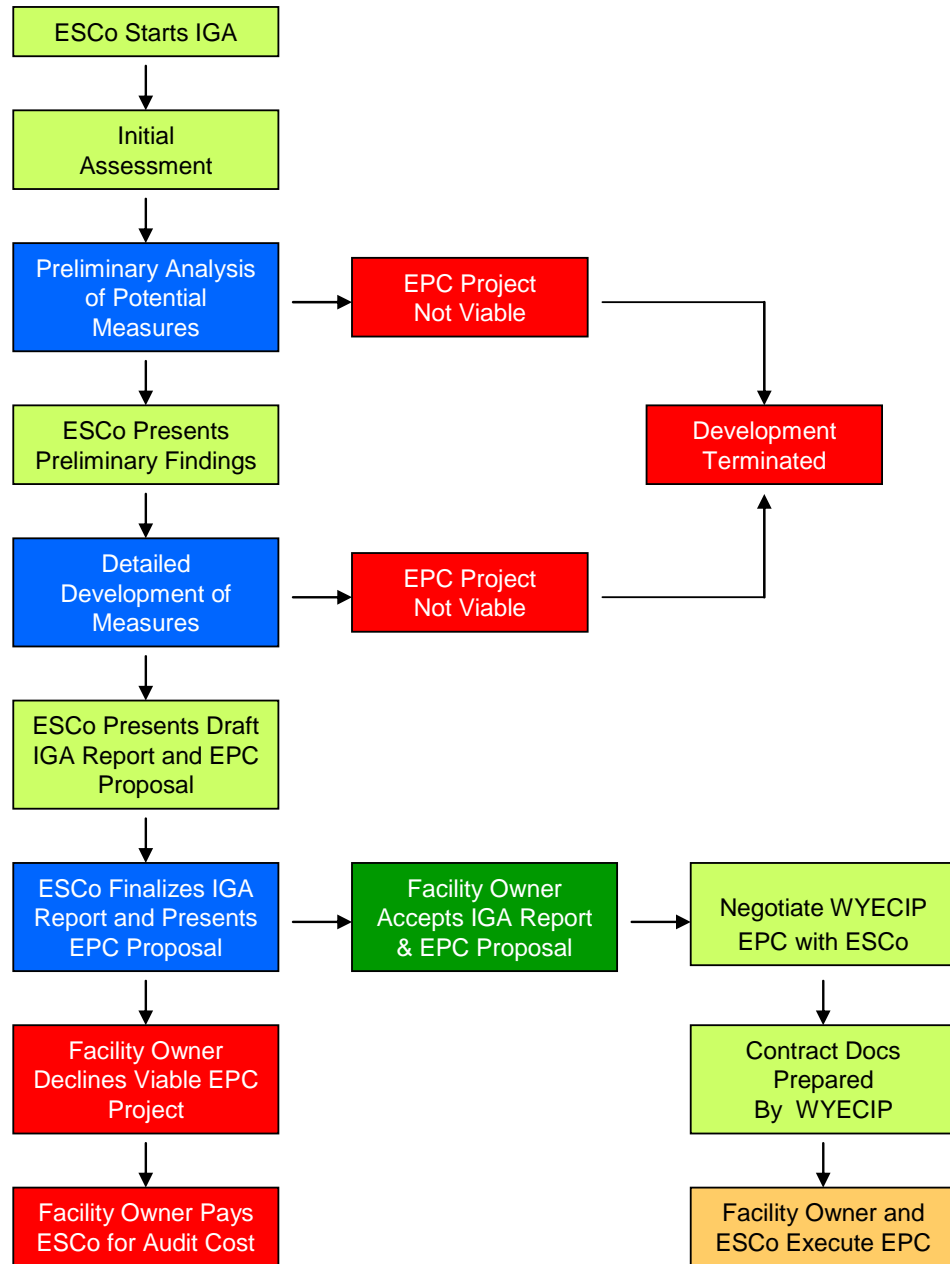 ESCo Starts IGA
Initial
Assessment
Preliminary Analysis
of Potential
Measures
EPC Project
Not Viable
ESCo Presents
Preliminary Findings
Development
Terminated
Detailed
Development of
Measures
EPC Project
Not Viable
ESCo Presents Draft
IGA Report and EPC
Proposal
ESCo Finalizes IGA
Report and Presents
EPC Proposal
Facility Owner
Accepts IGA Report
& EPC Proposal
Negotiate WYECIP
EPC with ESCo
Facility Owner
Declines Viable EPC
Project
Contract Docs
Prepared
By WYECIP
Facility Owner Pays
ESCo for Audit Cost
Facility Owner and
ESCo Execute EPC